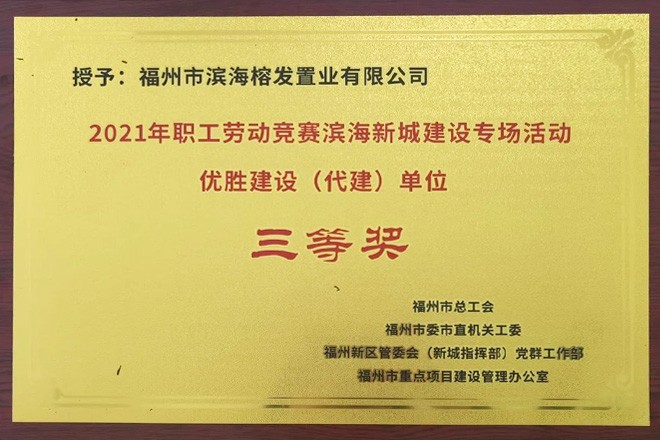 授予：福州市滨海榕发置业有限公司
2021年职工劳动竞赛滨海新城建设专场活动
优胜建设（代建）单位
三等奖
福州市总工会
福州市委市直机关工委
福州新区管委会（新城指挥部）党群工作部
福州市重点项目建设管理办公室